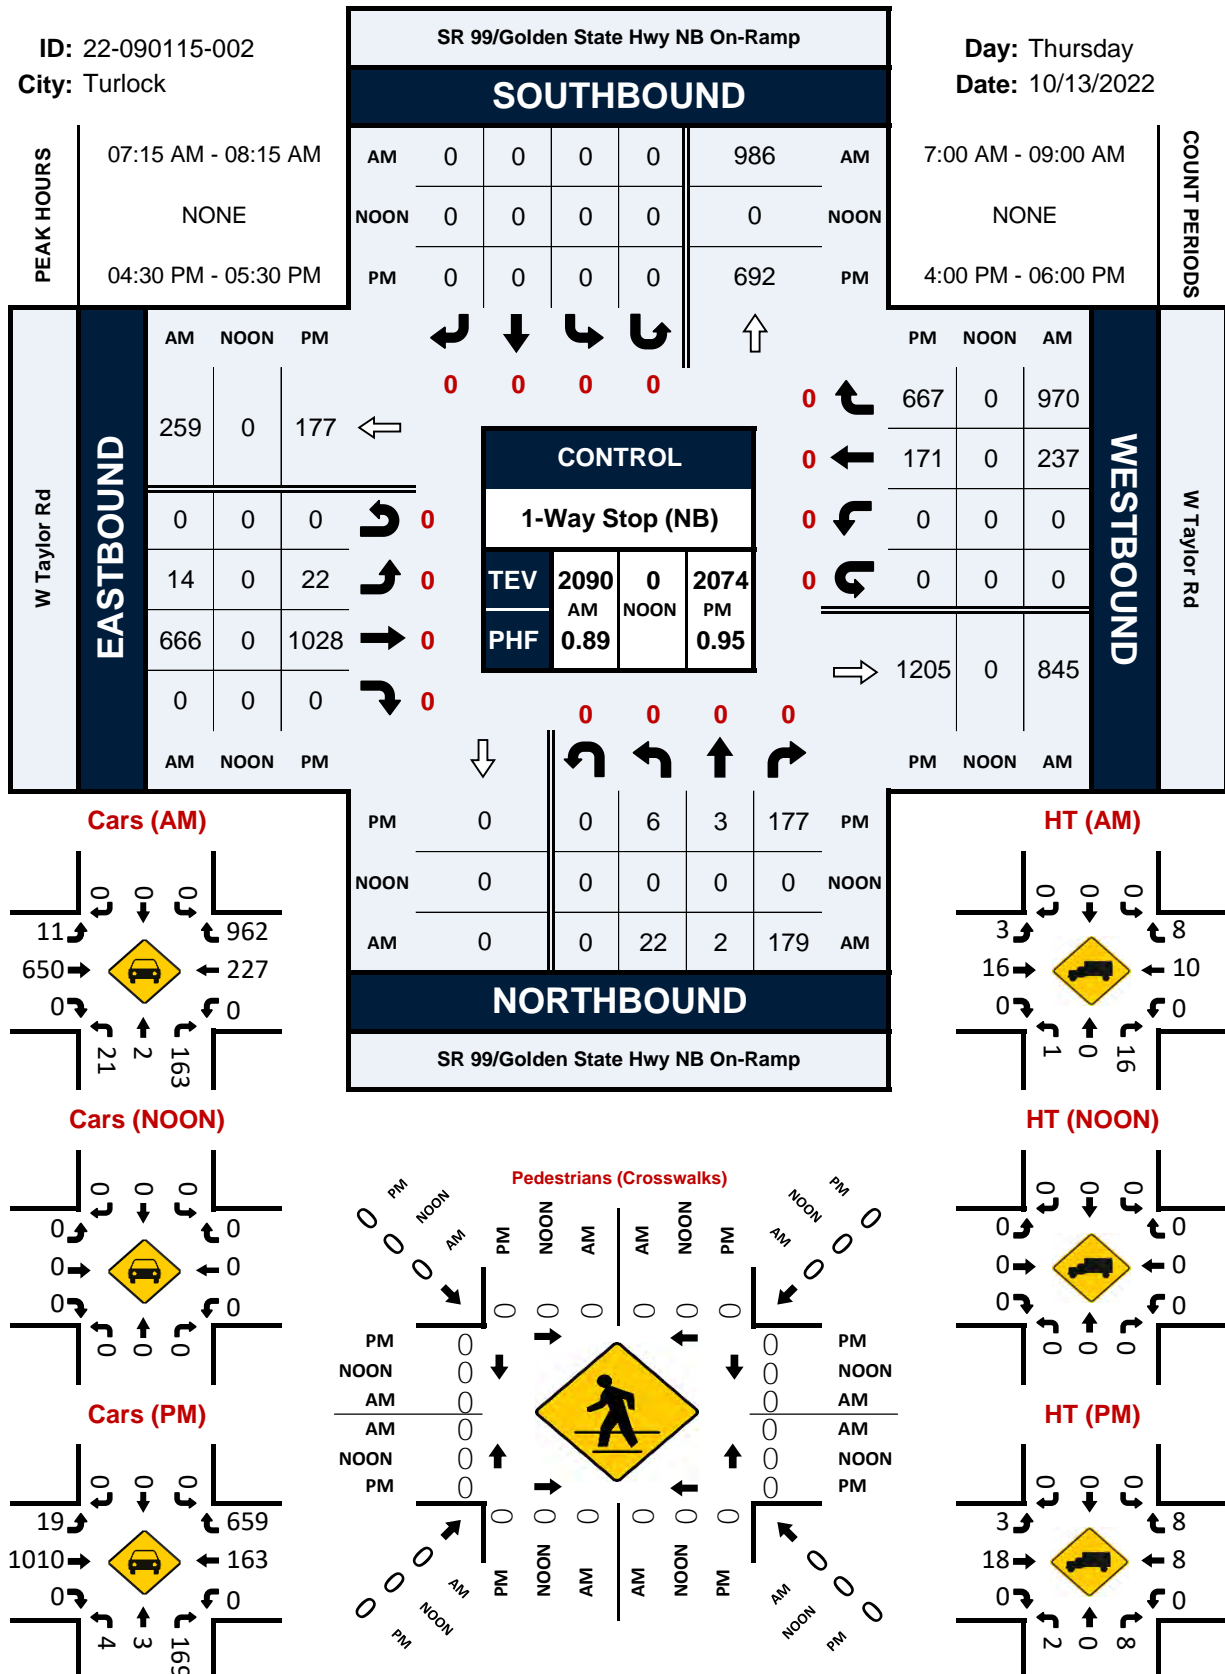 SR 99/Golden State Hwy NB On-Ramp
ID: 22-090115-002
City: Turlock
Day: Thursday
Date: 10/13/2022
SOUTHBOUND
PEAK HOURS
07:15 AM - 08:15 AM
NONE
04:30 PM - 05:30 PM
AM 0 0 0 0 986 AM
NOON 0 0 0 0 0 NOON
PM 0 0 0 0 692 PM
7:00 AM - 09:00 AM
NONE
4:00 PM - 06:00 PM
COUNT PERIODS
0 0 0 0
W Taylor Rd
EASTBOUND
AM NOON PM
259 0 177
0 0 0 0
14 0 22 0
666 0 1028 0
0 0 0 0
AM NOON PM
CONTROL
1-Way Stop (NB)
TEV 2090 0 2074
AM NOON PM
PHF 0.89 0.95
PM NOON AM
0 667 0 970
0 171 0 237
0 0 0 0
0 0 0 0
1205 0 845
PM NOON AM
WESTBOUND
W Taylor Rd
0 0 0 0
PM 0 0 6 3 177 PM
NOON 0 0 0 0 0 NOON
AM 0 0 22 2 179 AM
NORTHBOUND
SR 99/Golden State Hwy NB On-Ramp
Cars (AM)
0 0 0
11 962
650 227
0 0
21 2 163
HT (AM)
0 0 0
3 8
16 10
0 0
1 0 16
Cars (NOON)
0 0 0
0 0
0 0
0 0
0 0 0
HT (NOON)
0 0 0
0 0
0 0
0 0
0 0 0
Pedestrians (Crosswalks)
PM NOON AM
0 0 0
PM NOON AM AM NOON PM
PM NOON AM
0 0 0
0 0 0 0 0 0
PM 0 0 PM
NOON 0 0 NOON
AM 0 0 AM
AM 0 0 AM
NOON 0 0 NOON
PM 0 0 PM
0 0 0 0 0 0
PM NOON AM AM NOON PM
0 0 0
AM NOON PM
0 0 0
AM NOON PM
Cars (PM)
0 0 0
19 659
1010 163
0 0
4 3 169
HT (PM)
0 0 0
3 8
18 8
0 0
2 0 8